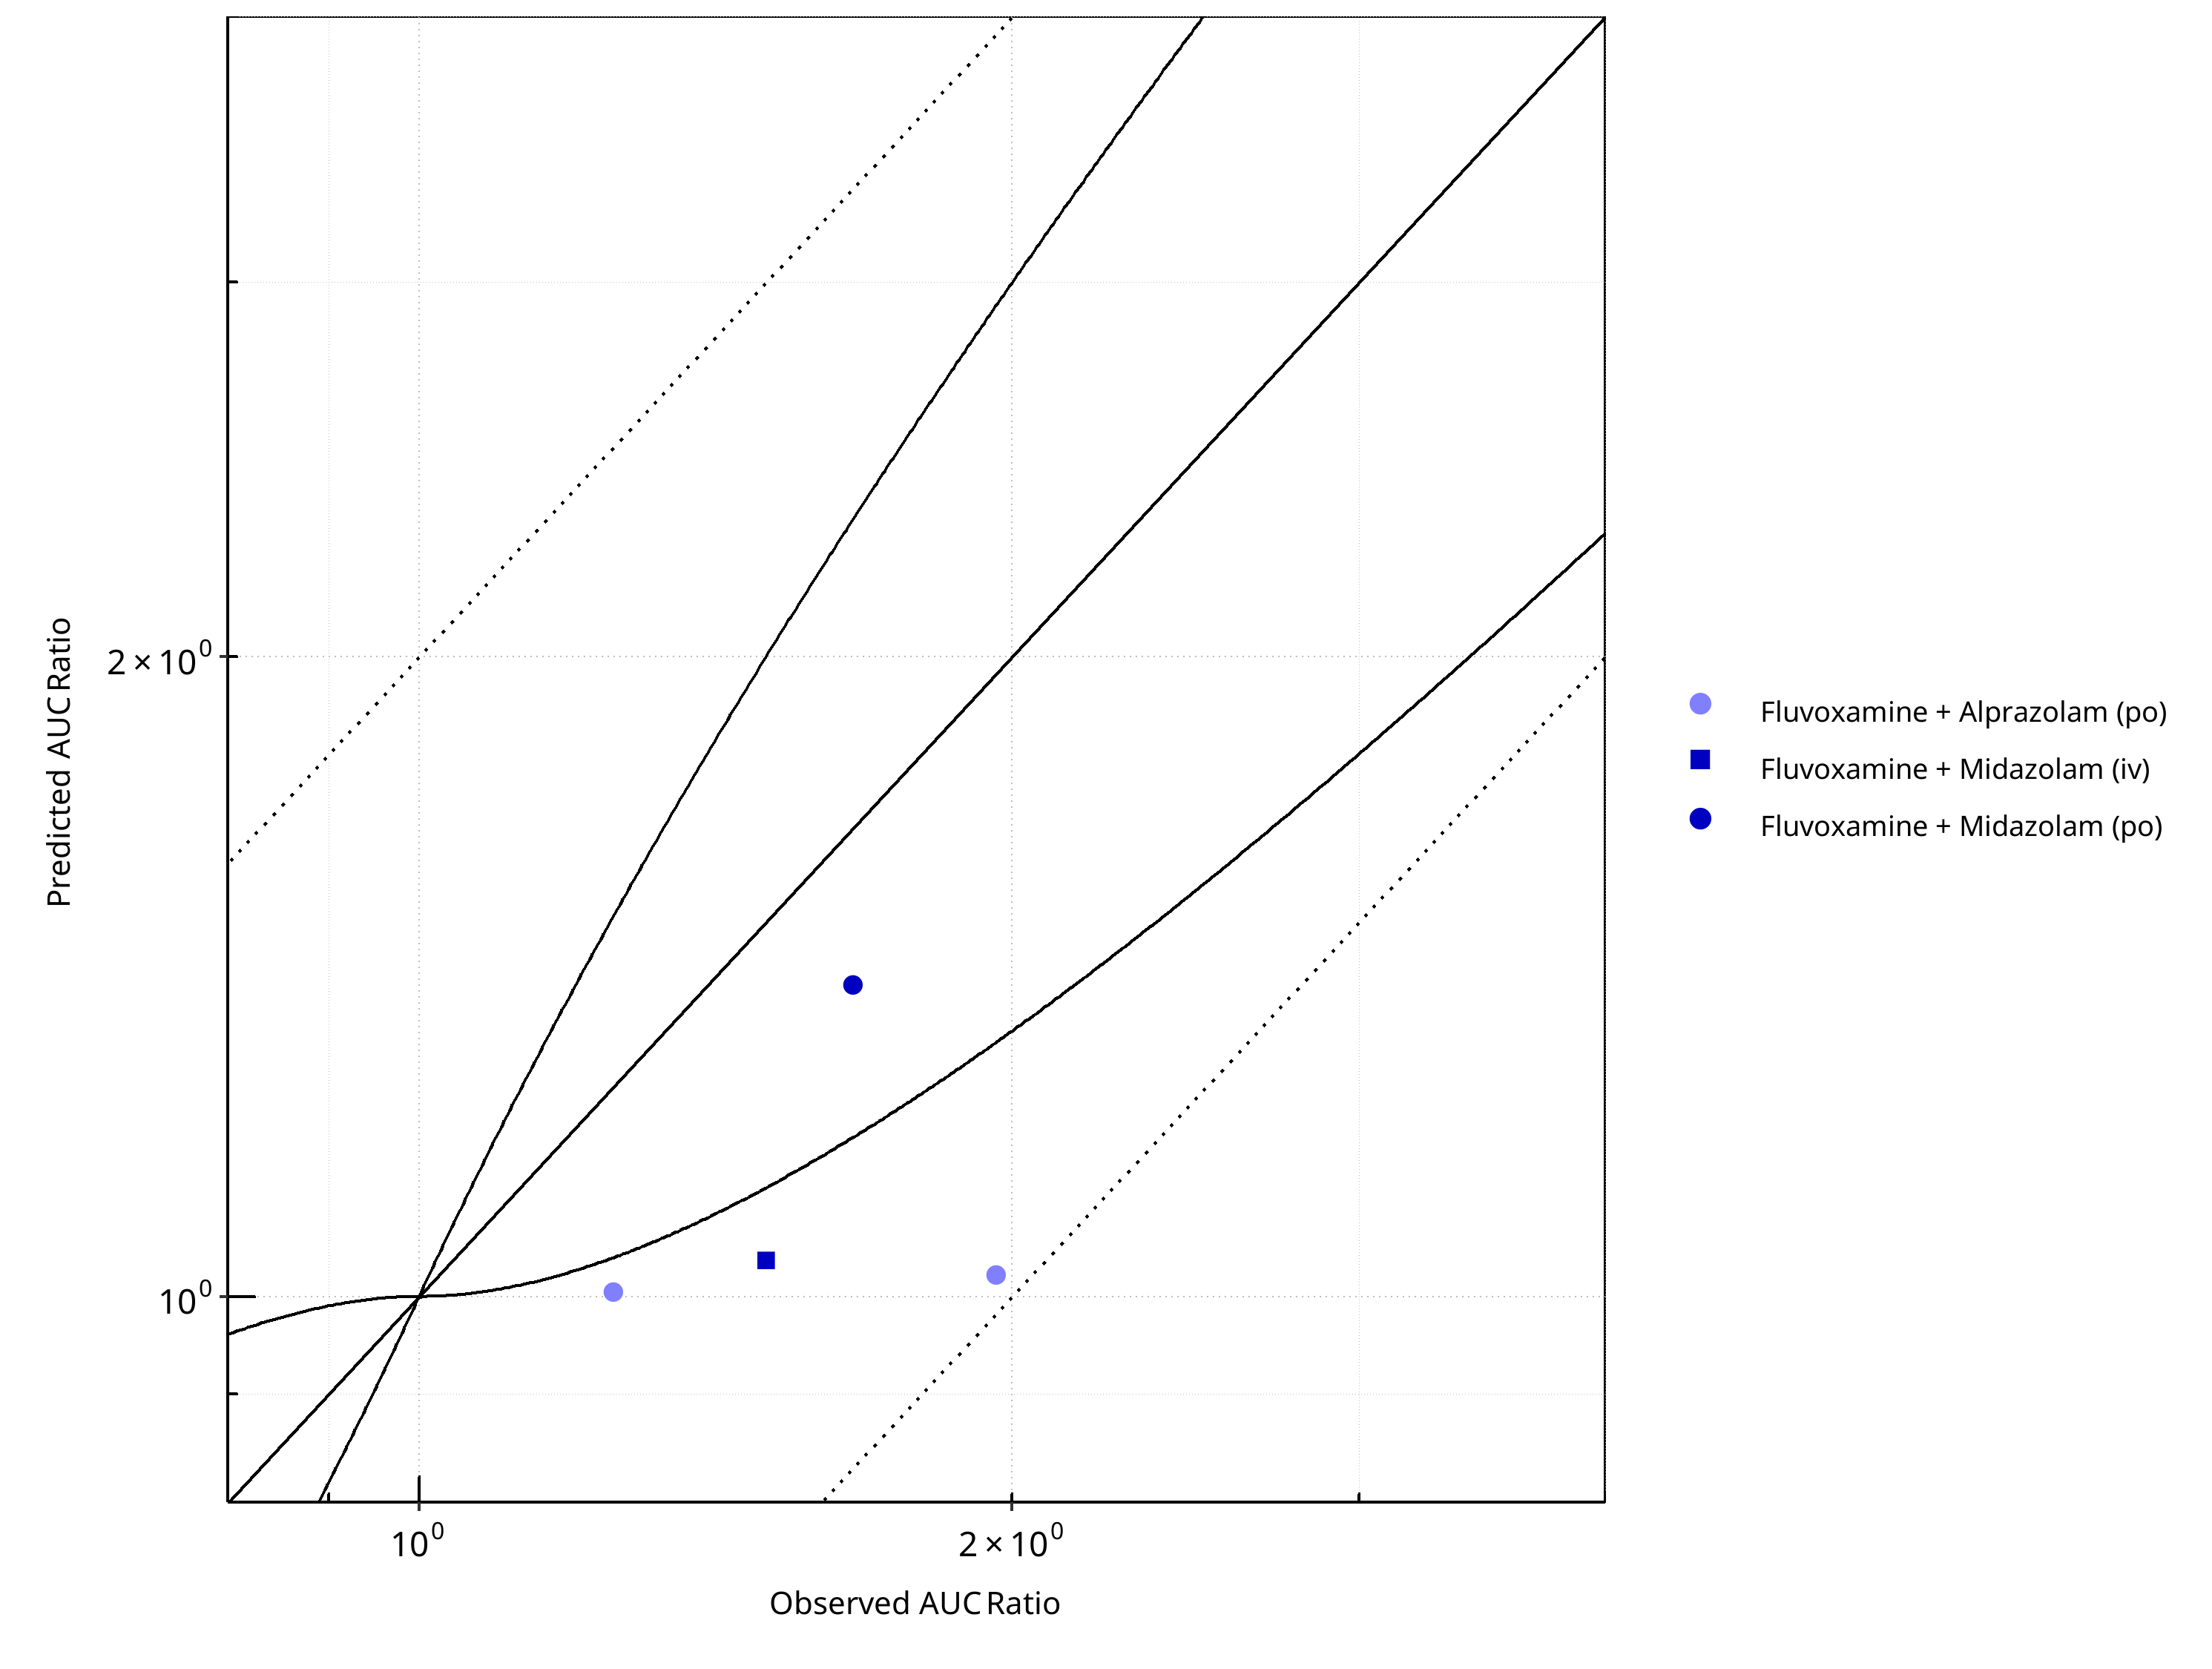 Predicted AUC Ratio
2 × 10⁰
10⁰
10⁰
2 × 10⁰
Observed AUC Ratio
Fluvoxamine + Alprazolam (po)
Fluvoxamine + Midazolam (iv)
Fluvoxamine + Midazolam (po)